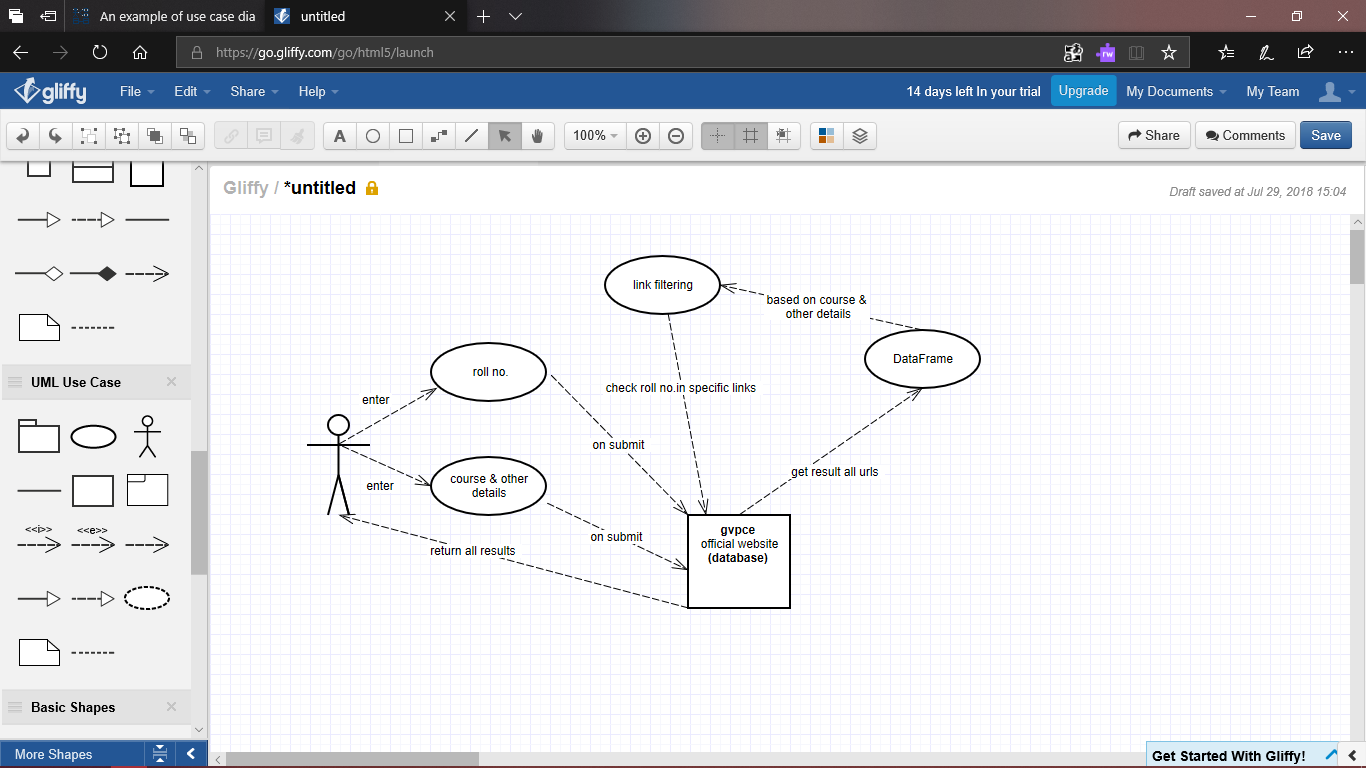 An example of use case dia
untitled
https://go.gliffy.com/go/html5/launch
rw
gliffy
File
Edit
Share
Help
14 days left In your trial
Upgrade
My Documents
My Team
A
100%
Share
Comments
Save
Gliffy / *untitled
Draft saved at Jul 29, 2018 15:04
UML Use Case
<<i>>
<<e>>
Basic Shapes
More Shapes
link filtering
based on course &
other details
DataFrame
roll no.
check roll no.in specific links
enter
on submit
course & other
details
enter
get result all urls
on submit
return all results
gvpce
official website
(database)
Get Started With Gliffy!